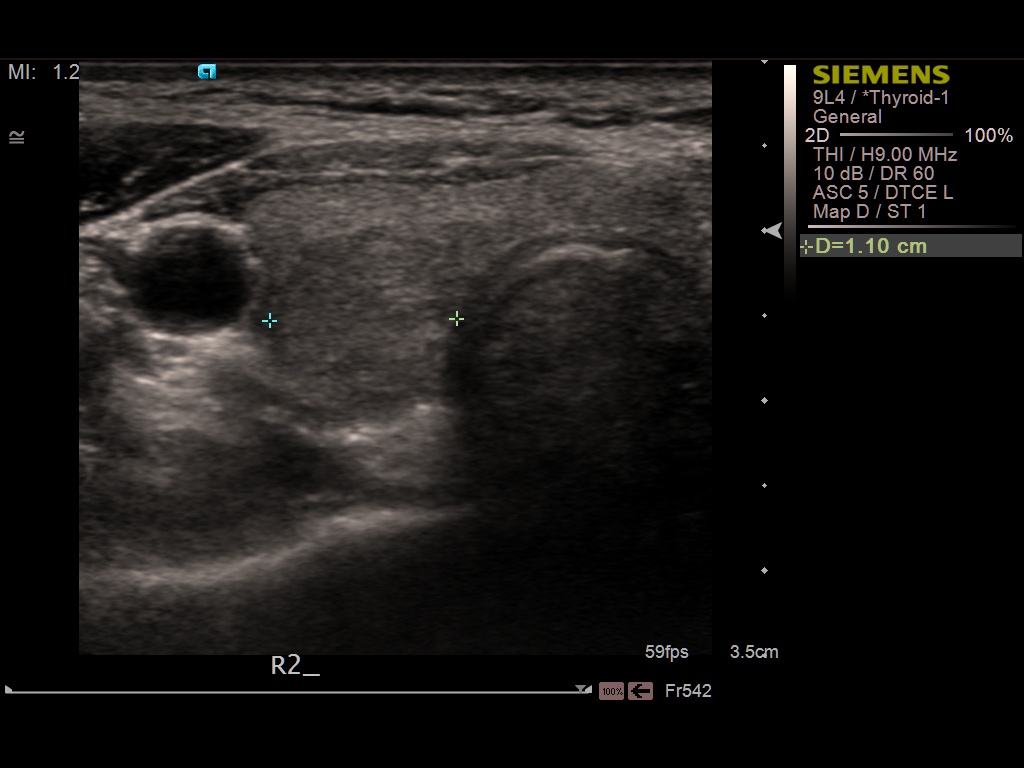 MI: 1.2
SIEMENS
9L4 / *Thyroid-1
General
2D 100%
THI / H9.00 MHz
10 dB / DR 60
ASC 5 / DTCE L
Map D / ST 1
D=1.10 cm
59fps 3.5cm
R2_
100% Fr542